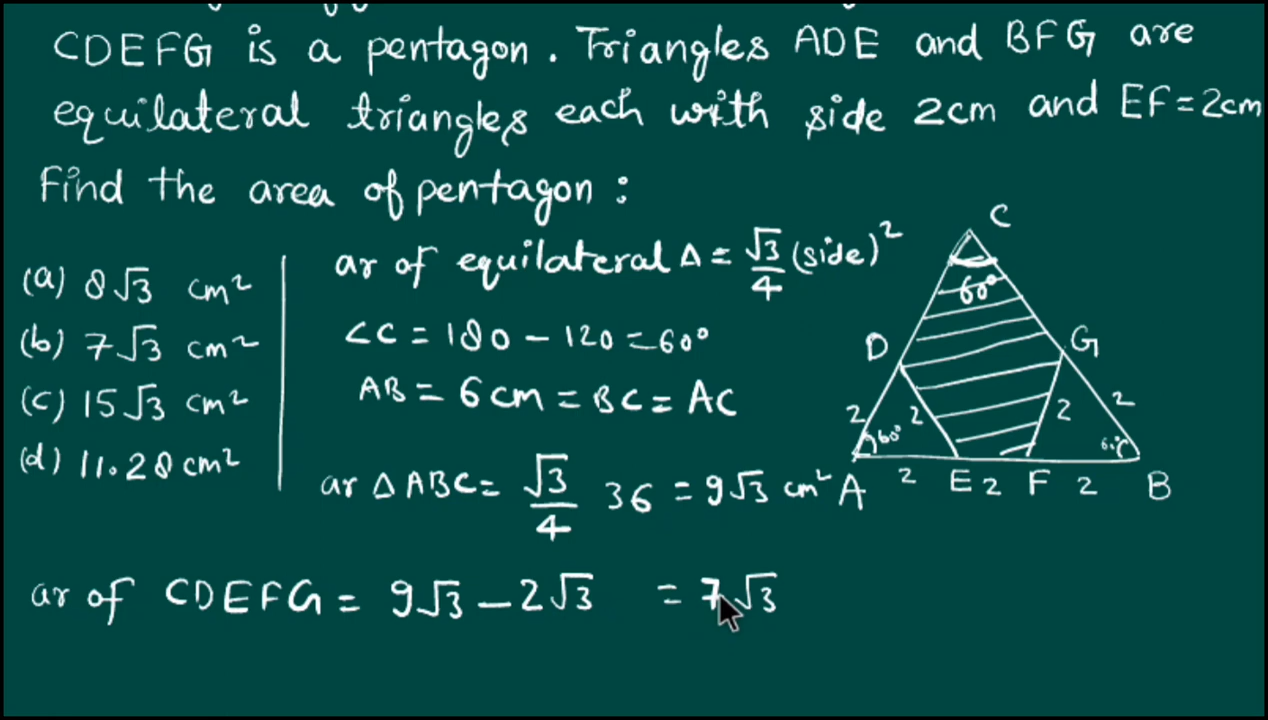 CDEFG is a pentagon. Triangles ADE and BFG are
equilateral triangles each with side 2cm and EF=2cm
Find the area of pentagon :
(a) 8√3 cm²
(b) 7√3 cm²
(c) 15√3 cm²
(d) 11.28 cm²
ar of equilateral Δ = √3/4 (side)²
∠C = 180 - 120 = 60°
AB = 6 cm = BC = AC
ar Δ ABC = √3/4 36 = 9√3 cm²
ar of CDEFG = 9√3 - 2√3 = 7√3
C
60°
D
G
2
2
2
2
60°
A
2
E
2
F
2
B